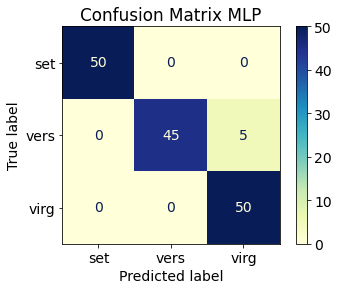 Confusion Matrix MLP
50
set 50 0 0
40
30
vers 0 45 5
20
10
virg 0 0 50
0
set vers virg
Predicted label
True label